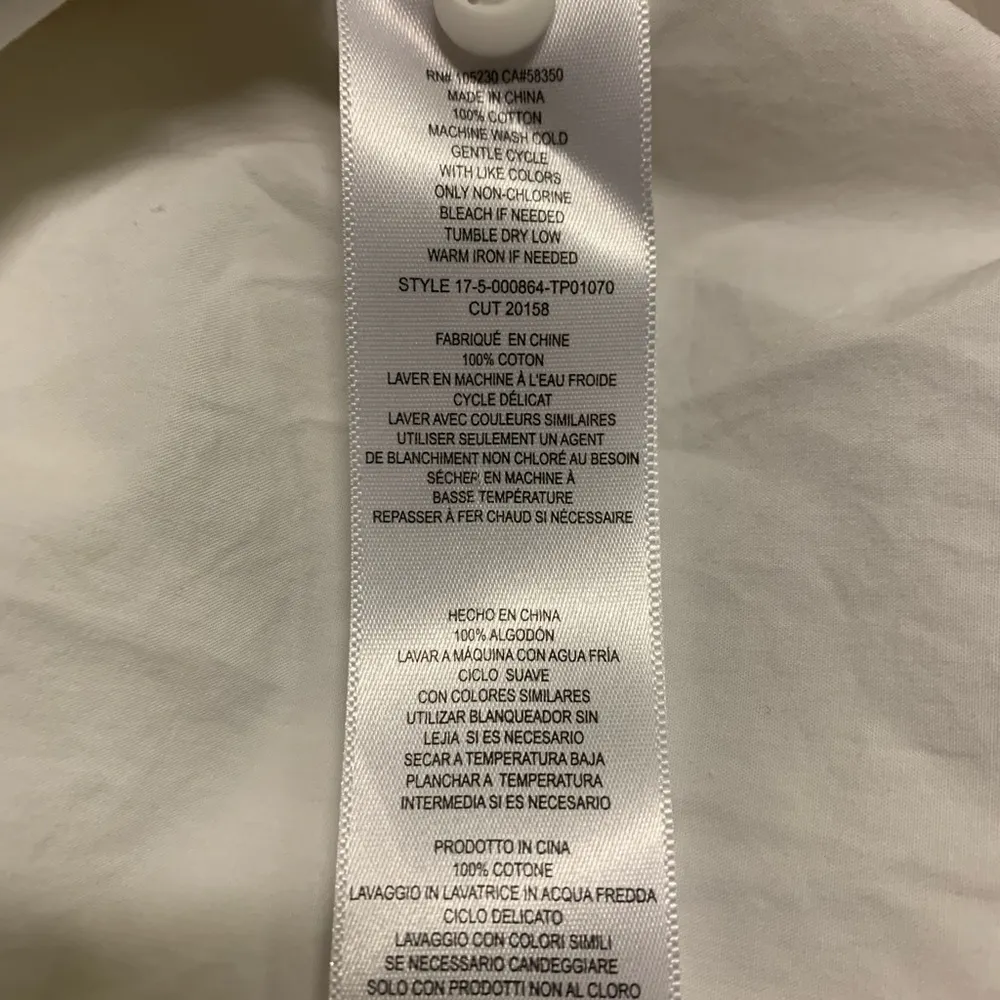 RN# 105230 CA#58350
MADE IN CHINA
100% COTTON
MACHINE WASH COLD
GENTLE CYCLE
WITH LIKE COLORS
ONLY NON-CHLORINE
BLEACH IF NEEDED
TUMBLE DRY LOW
WARM IRON IF NEEDED
STYLE 17-5-000864-TP01070
CUT 20158
FABRIQUÉ EN CHINE
100% COTON
LAVER EN MACHINE À L'EAU FROIDE
CYCLE DÉLICAT
LAVER AVEC COULEURS SIMILAIRES
UTILISER SEULEMENT UN AGENT
DE BLANCHIMENT NON CHLORÉ AU BESOIN
SÉCHER EN MACHINE À
BASSE TEMPÉRATURE
REPASSER À FER CHAUD SI NÉCESSAIRE
HECHO EN CHINA
100% ALGODÓN
LAVAR A MÁQUINA CON AGUA FRÍA
CICLO SUAVE
CON COLORES SIMILARES
UTILIZAR BLANQUEADOR SIN
LEJIA SI ES NECESARIO
SECAR A TEMPERATURA BAJA
PLANCHAR A TEMPERATURA
INTERMEDIA SI ES NECESARIO
PRODOTTO IN CINA
100% COTONE
LAVAGGIO IN LAVATRICE IN ACQUA FREDDA
CICLO DELICATO
LAVAGGIO CON COLORI SIMILI
SE NECESSARIO CANDEGGIARE
SOLO CON PRODOTTI NON AL CLORO